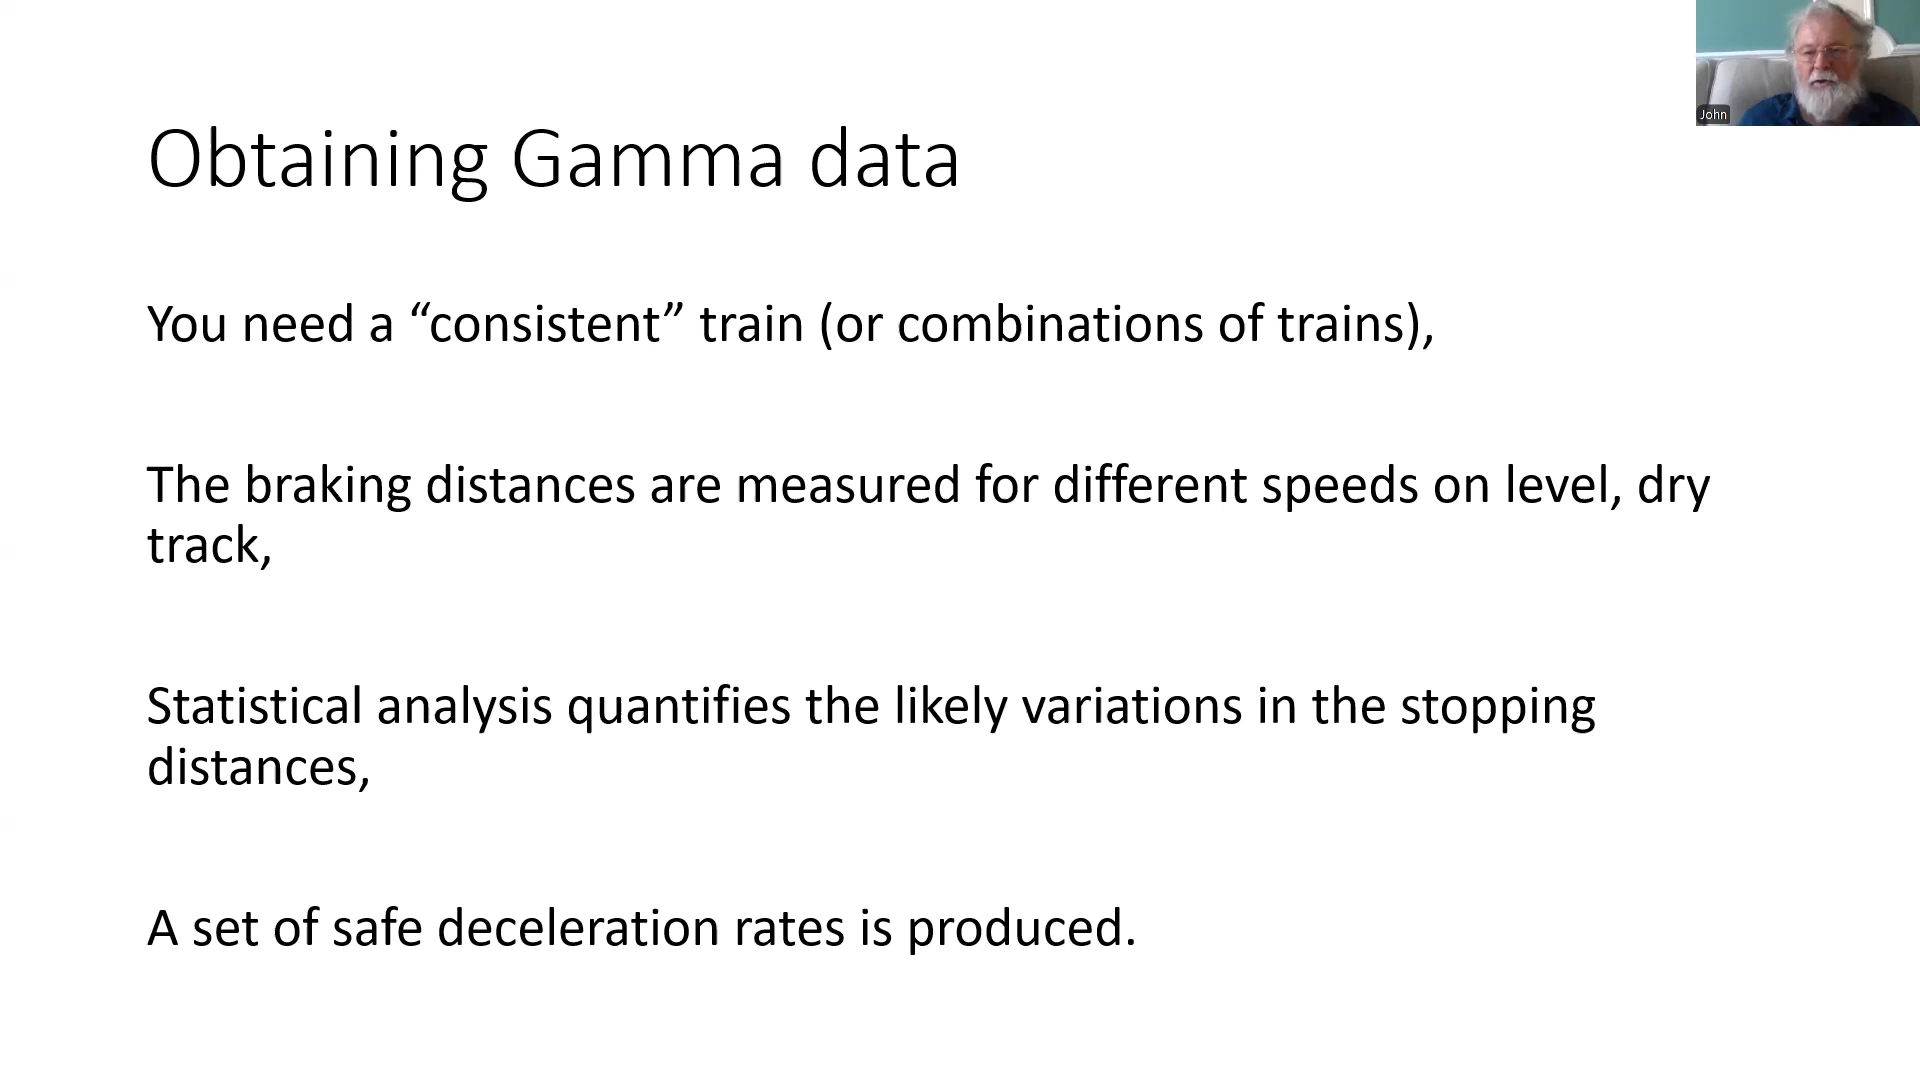 John
Obtaining Gamma data
You need a “consistent” train (or combinations of trains),
The braking distances are measured for different speeds on level, dry
track,
Statistical analysis quantifies the likely variations in the stopping
distances,
A set of safe deceleration rates is produced.